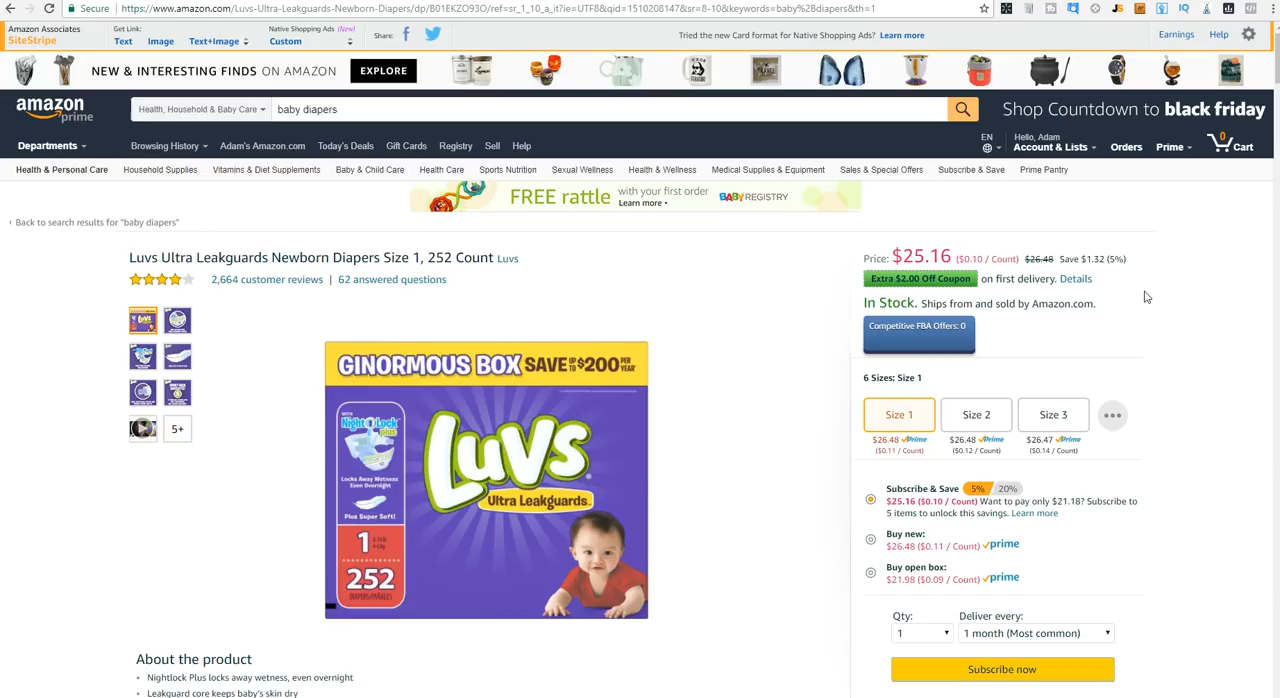 Secure
https://www.amazon.com/Luvs-Ultra-Leakguards-Newborn-Diapers/dp/B01EKZO93O/ref=sr_1_10_a_it?ie=UTF8&qid=1510208147&sr=8-10&keywords=baby%2Bdiapers&th=1
Amazon Associates
SiteStripe
Get Link:
Text Image Text+Image
Native Shopping Ads (New)
Custom
Share:
Tried the new Card format for Native Shopping Ads? Learn more
Earnings Help
NEW & INTERESTING FINDS ON AMAZON EXPLORE
amazon
prime
Health, Household & Baby Care
baby diapers
Shop Countdown to black friday
Departments
Browsing History Adam's Amazon.com Today's Deals Gift Cards Registry Sell Help
EN
Hello, Adam
Account & Lists
Orders Prime 0 Cart
Health & Personal Care Household Supplies Vitamins & Diet Supplements Baby & Child Care Health Care Sports Nutrition Sexual Wellness Health & Wellness Medical Supplies & Equipment Sales & Special Offers Subscribe & Save Prime Pantry
FREE rattle with your first order
Learn more
BABY REGISTRY
‹ Back to search results for "baby diapers"
Luvs Ultra Leakguards Newborn Diapers Size 1, 252 Count Luvs
2,664 customer reviews | 62 answered questions
5+
GINORMOUS BOX SAVE UP TO $200 PER YEAR
WITH
Night Lock
plus
Locks Away Wetness
Even Overnight
Plus Super Soft!
Luvs
Ultra Leakguards
1
252
Price: $25.16 ($0.10 / Count) $26.48 Save $1.32 (5%)
Extra $2.00 Off Coupon on first delivery. Details
In Stock. Ships from and sold by Amazon.com.
Competitive FBA Offers: 0
6 Sizes: Size 1
Size 1 Size 2 Size 3
$26.48 Prime $26.48 Prime $26.47 Prime
($0.11 / Count) ($0.12 / Count) ($0.14 / Count)
Subscribe & Save 5% 20%
$25.16 ($0.10 / Count) Want to pay only $21.18? Subscribe to
5 items to unlock this savings. Learn more
Buy new:
$26.48 ($0.11 / Count) prime
Buy open box:
$21.98 ($0.09 / Count) prime
Qty: Deliver every:
1 1 month (Most common)
Subscribe now
About the product
• Nightlock Plus locks away wetness, even overnight
• Leakguard core keeps baby's skin dry